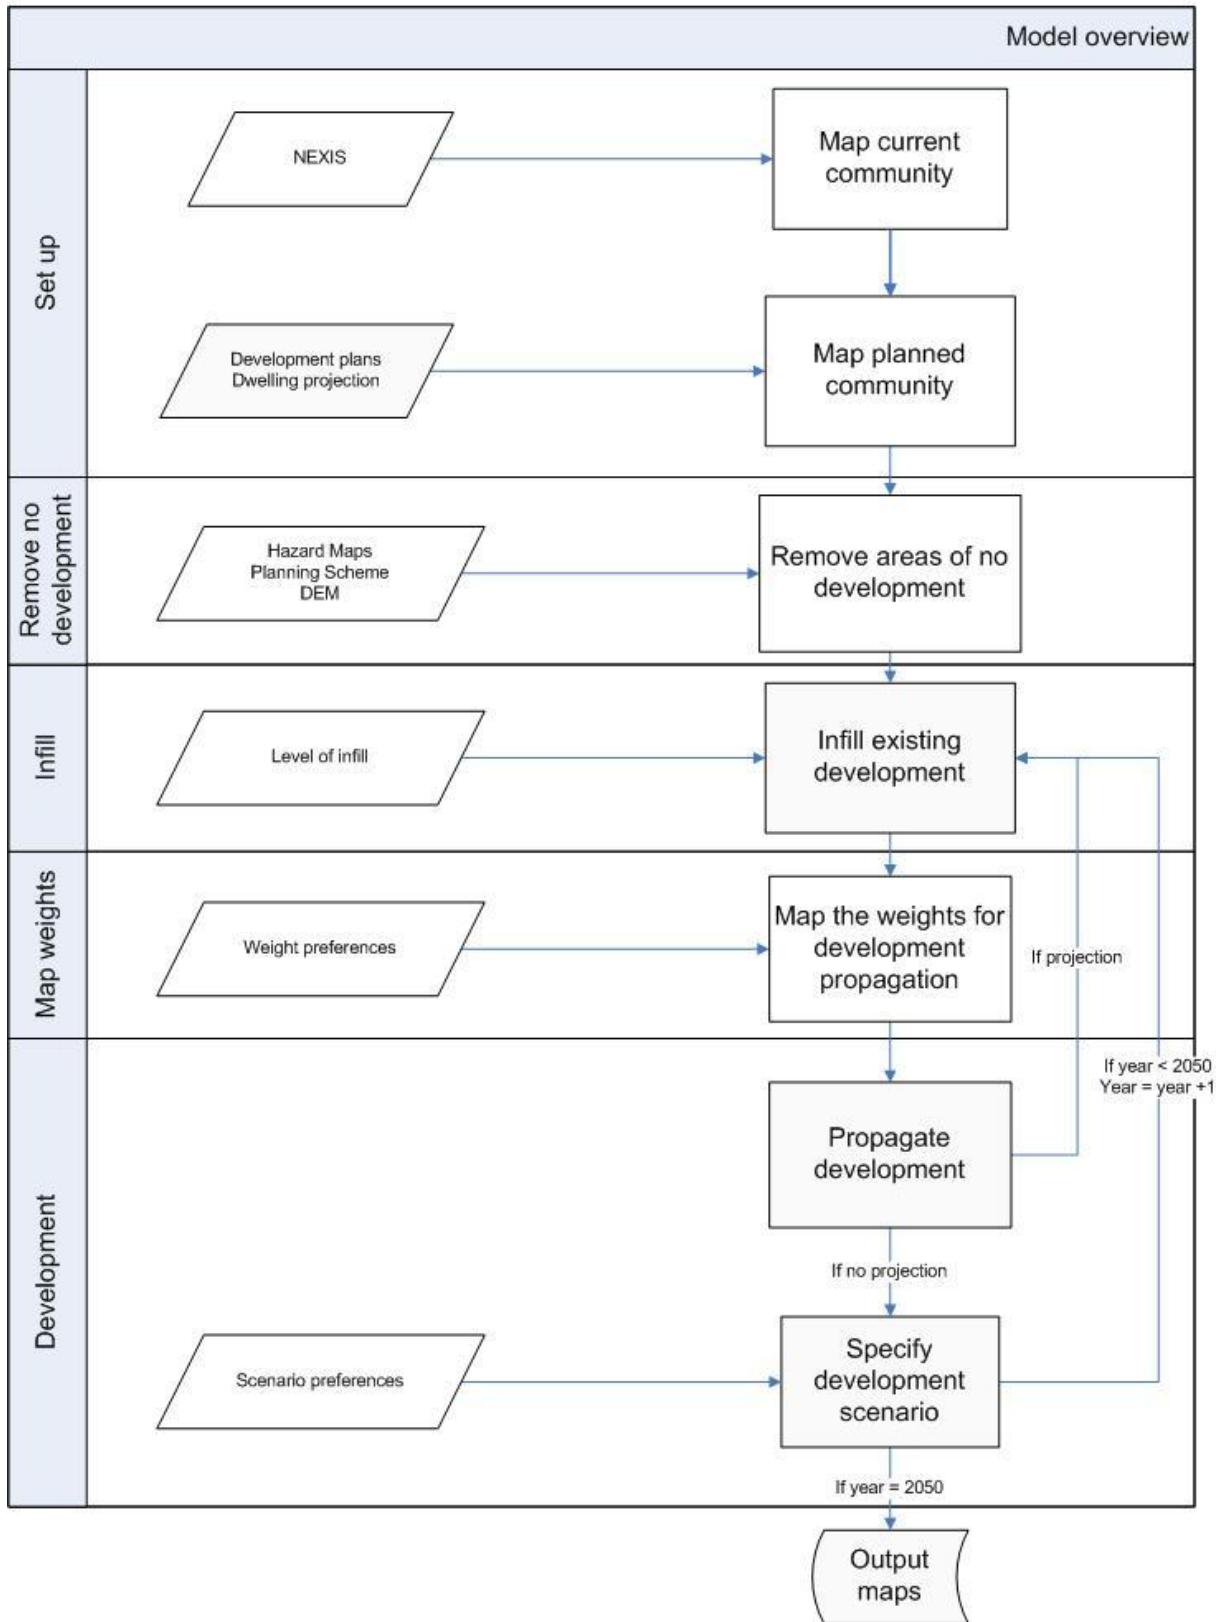 Model overview
Set up
NEXIS
Map current
community
Development plans
Dwelling projection
Map planned
community
Remove no
development
Hazard Maps
Planning Scheme
DEM
Remove areas of no
development
Infill
Level of infill
Infill existing
development
Map weights
Weight preferences
Map the weights for
development
propagation
If projection
If year < 2050
Year = year +1
Development
Propagate
development
If no projection
Scenario preferences
Specify
development
scenario
If year = 2050
Output
maps